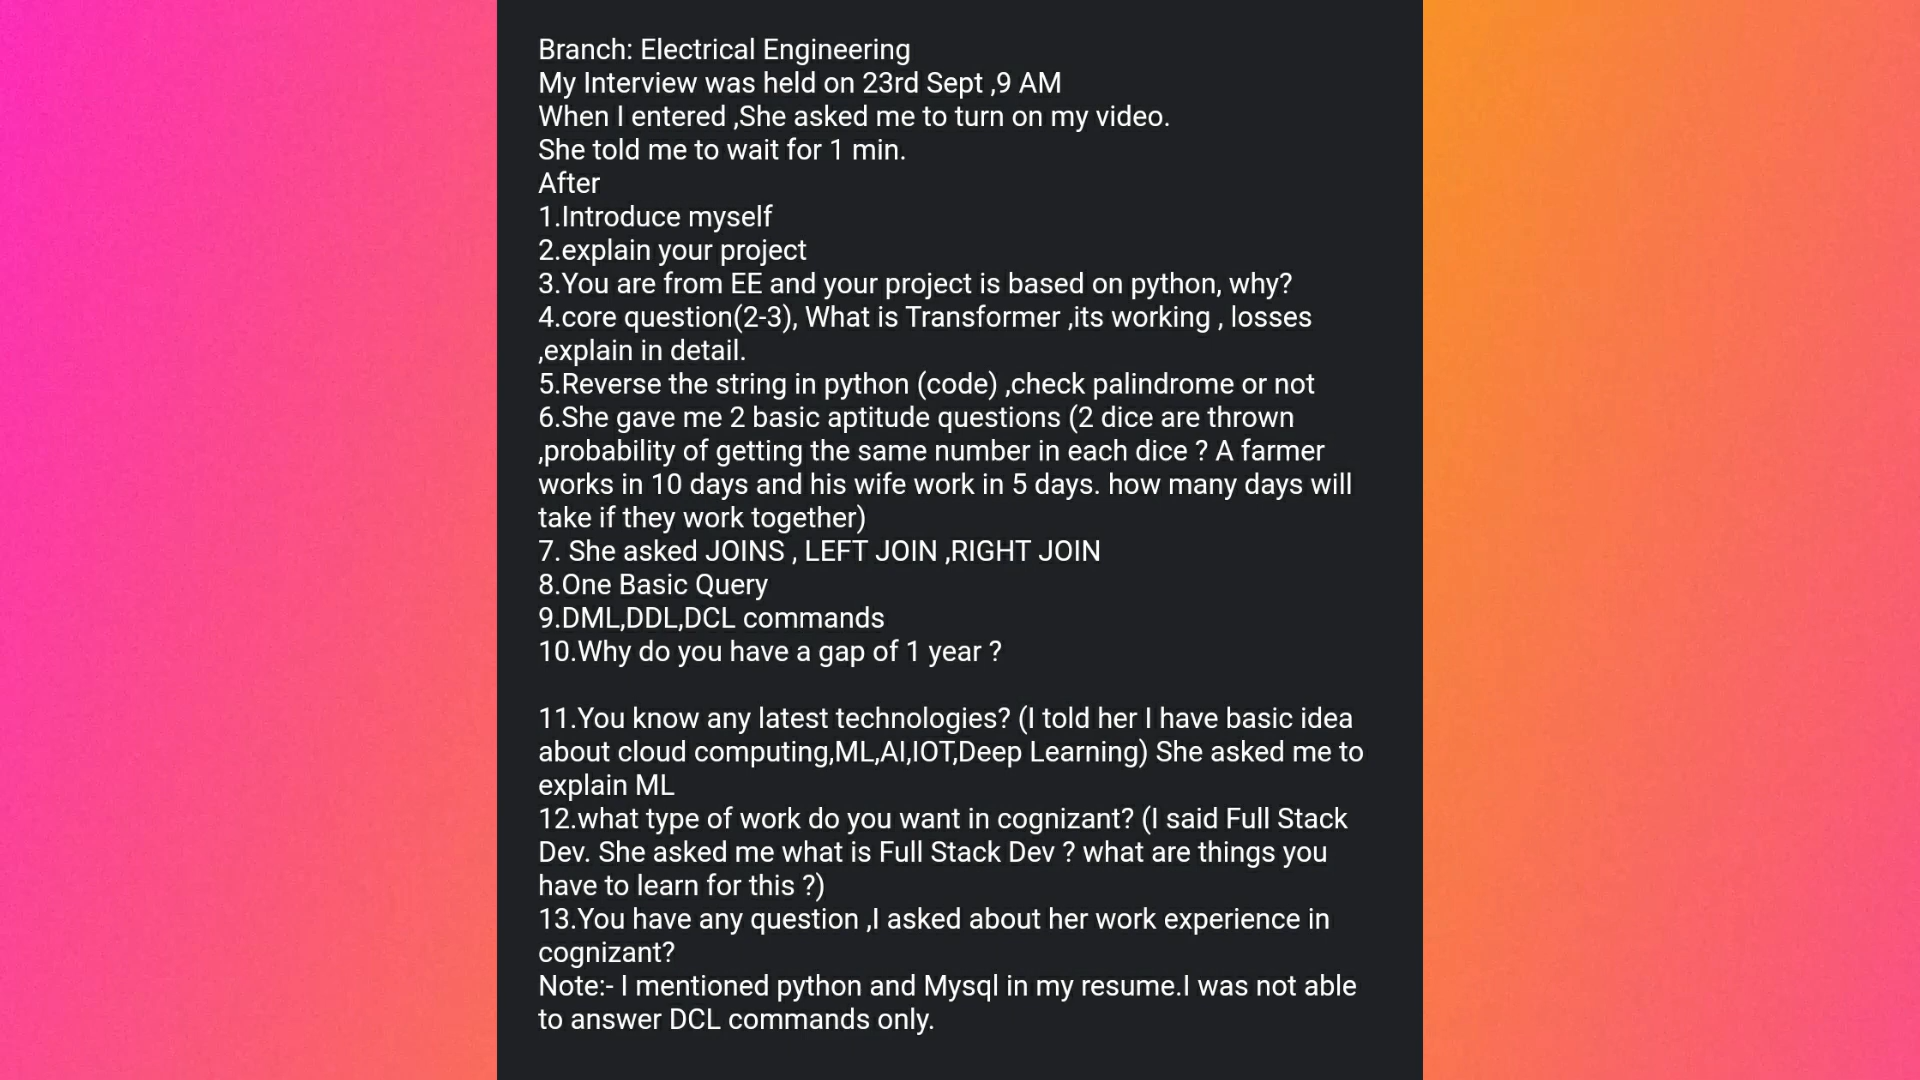 Branch: Electrical Engineering
My Interview was held on 23rd Sept ,9 AM
When I entered ,She asked me to turn on my video.
She told me to wait for 1 min.
After
1.Introduce myself
2.explain your project
3.You are from EE and your project is based on python, why?
4.core question(2-3), What is Transformer ,its working , losses
,explain in detail.
5.Reverse the string in python (code) ,check palindrome or not
6.She gave me 2 basic aptitude questions (2 dice are thrown
,probability of getting the same number in each dice ? A farmer
works in 10 days and his wife work in 5 days. how many days will
take if they work together)
7. She asked JOINS , LEFT JOIN ,RIGHT JOIN
8.One Basic Query
9.DML,DDL,DCL commands
10.Why do you have a gap of 1 year ?
11.You know any latest technologies? (I told her I have basic idea
about cloud computing,ML,AI,IOT,Deep Learning) She asked me to
explain ML
12.what type of work do you want in cognizant? (I said Full Stack
Dev. She asked me what is Full Stack Dev ? what are things you
have to learn for this ?)
13.You have any question ,I asked about her work experience in
cognizant?
Note:- I mentioned python and Mysql in my resume.I was not able
to answer DCL commands only.